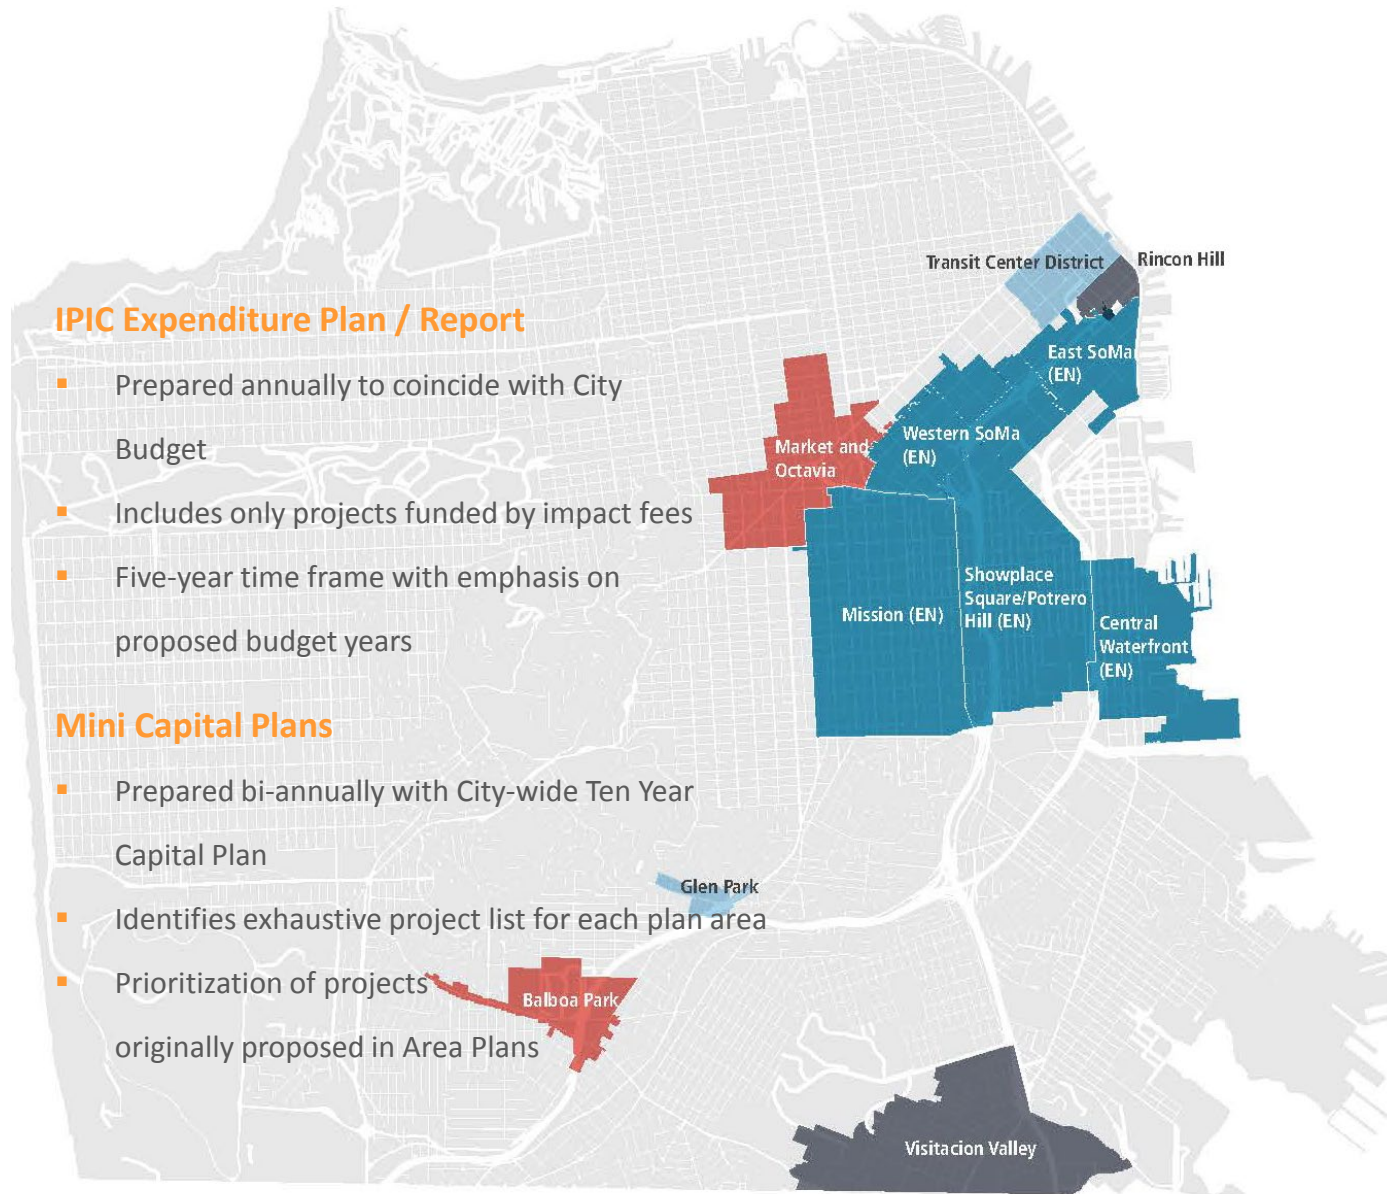 IPIC Expenditure Plan / Report
▪ Prepared annually to coincide with City
Budget
▪ Includes only projects funded by impact fees
▪ Five-year time frame with emphasis on
proposed budget years
Mini Capital Plans
▪ Prepared bi-annually with City-wide Ten Year
Capital Plan
▪ Identifies exhaustive project list for each plan area
▪ Prioritization of projects
originally proposed in Area Plans
Transit Center District
Rincon Hill
East SoMa
(EN)
Market and
Octavia
Western SoMa
(EN)
Mission (EN)
Showplace
Square/Potrero
Hill (EN)
Central
Waterfront
(EN)
Glen Park
Balboa Park
Visitacion Valley